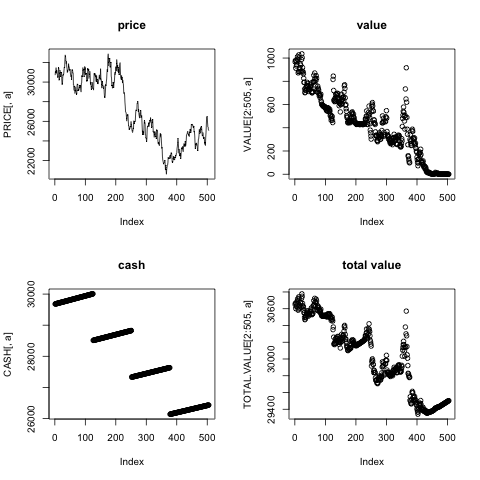 price
PRICE[, a]
22000 26000 30000
0 100 200 300 400 500
Index
value
VALUE[2:505, a]
0 200 600 1000
0 100 200 300 400 500
Index
cash
CASH[, a]
26000 28000 30000
0 100 200 300 400 500
Index
total value
TOTAL.VALUE[2:505, a]
29400 30000 30600
0 100 200 300 400 500
Index